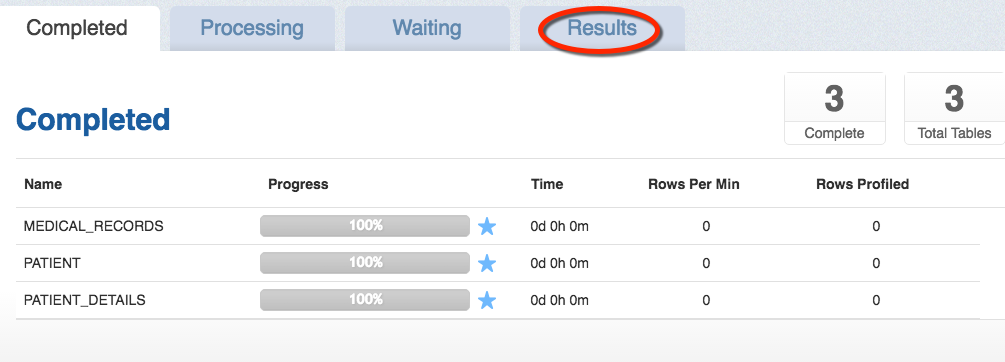 Completed Processing Waiting Results
3 3
Completed
Complete Total Tables
Name Progress Time Rows Per Min Rows Profiled
MEDICAL_RECORDS 100% 0d 0h 0m 0 0
PATIENT 100% 0d 0h 0m 0 0
PATIENT_DETAILS 100% 0d 0h 0m 0 0